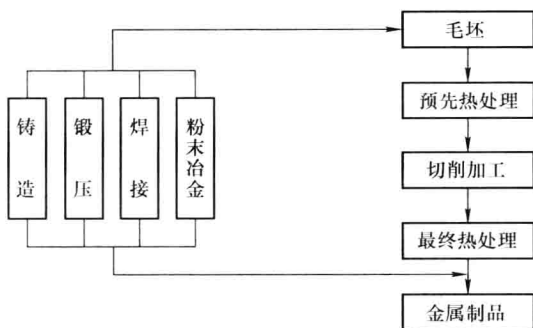 毛坯
预先热处理
切削加工
最终热处理
金属制品
铸造
锻压
焊接
粉末冶金